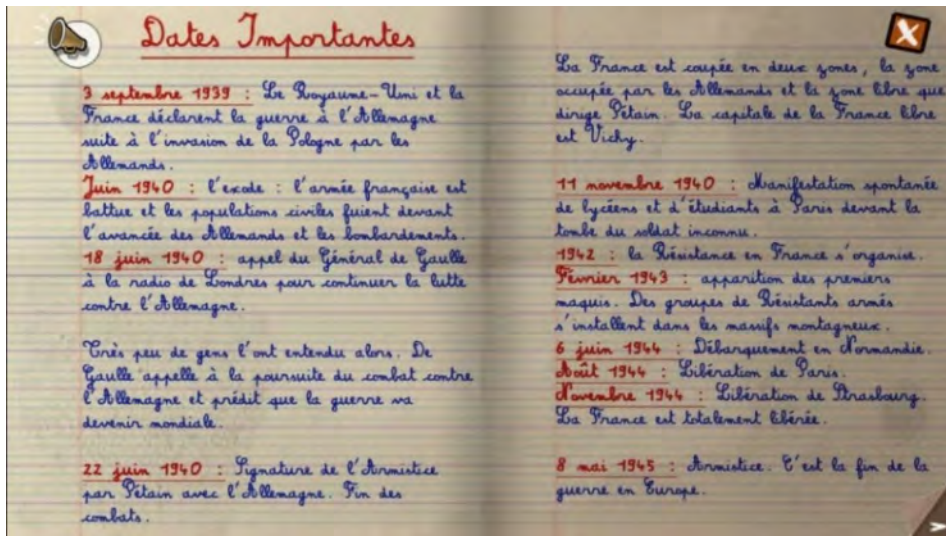 Dates Importantes
3 septembre 1939 : Le Royaume-Uni et la
France déclarent la guerre à l'Allemagne
suite à l'invasion de la Pologne par les
Allemands.
Juin 1940 : l'exode : l'armée française est
battue et les populations civiles fuient devant
l'avancée des Allemands et les bombardements.
18 juin 1940 : appel du Général de Gaulle
à la radio de Londres pour continuer la lutte
contre l'Allemagne.
Très peu de gens l'ont entendu alors. De
Gaulle appelle à la poursuite du combat contre
l'Allemagne et prédit que la guerre va
devenir mondiale.
22 juin 1940 : Signature de l'Armistice
par Pétain avec l'Allemagne. Fin des
combats.
La France est coupée en deux zones, la zone
occupée par les Allemands et la zone libre que
dirige Pétain. La capitale de la France libre
est Vichy.
11 novembre 1940 : Manifestation spontanée
de lycéens et d'étudiants à Paris devant la
tombe du soldat inconnu.
1942 : la Résistance en France s'organise.
Février 1943 : apparition des premiers
maquis. Des groupes de Résistants armés
s'installent dans les massifs montagneux.
6 juin 1944 : Débarquement en Normandie.
Août 1944 : Libération de Paris.
Novembre 1944 : Libération de Strasbourg.
La France est totalement libérée.
8 mai 1945 : Armistice. C'est la fin de la
guerre en Europe.